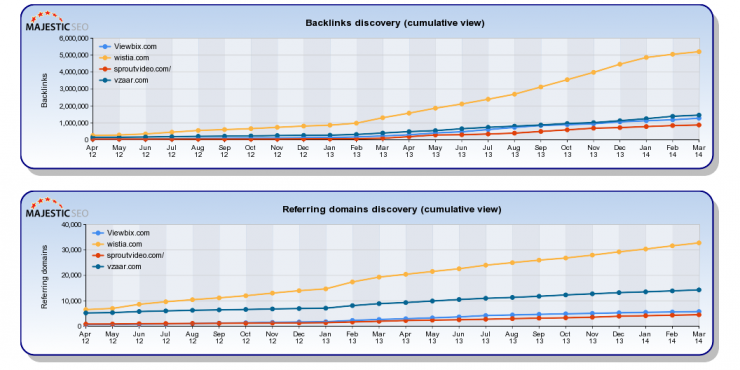 MAJESTICSEO
Backlinks discovery (cumulative view)
6,000,000
5,000,000
4,000,000
3,000,000
2,000,000
1,000,000
0
Backlinks
Viewbix.com
wistia.com
sproutvideo.com/
vzaar.com
Apr May Jun Jul Aug Sep Oct Nov Dec Jan Feb Mar Apr May Jun Jul Aug Sep Oct Nov Dec Jan Feb Mar
12 12 12 12 12 12 12 12 12 13 13 13 13 13 13 13 13 13 13 13 13 14 14 14
MAJESTICSEO
Referring domains discovery (cumulative view)
40,000
30,000
20,000
10,000
0
Referring domains
Viewbix.com
wistia.com
sproutvideo.com/
vzaar.com
Apr May Jun Jul Aug Sep Oct Nov Dec Jan Feb Mar Apr May Jun Jul Aug Sep Oct Nov Dec Jan Feb Mar
12 12 12 12 12 12 12 12 12 13 13 13 13 13 13 13 13 13 13 13 13 14 14 14